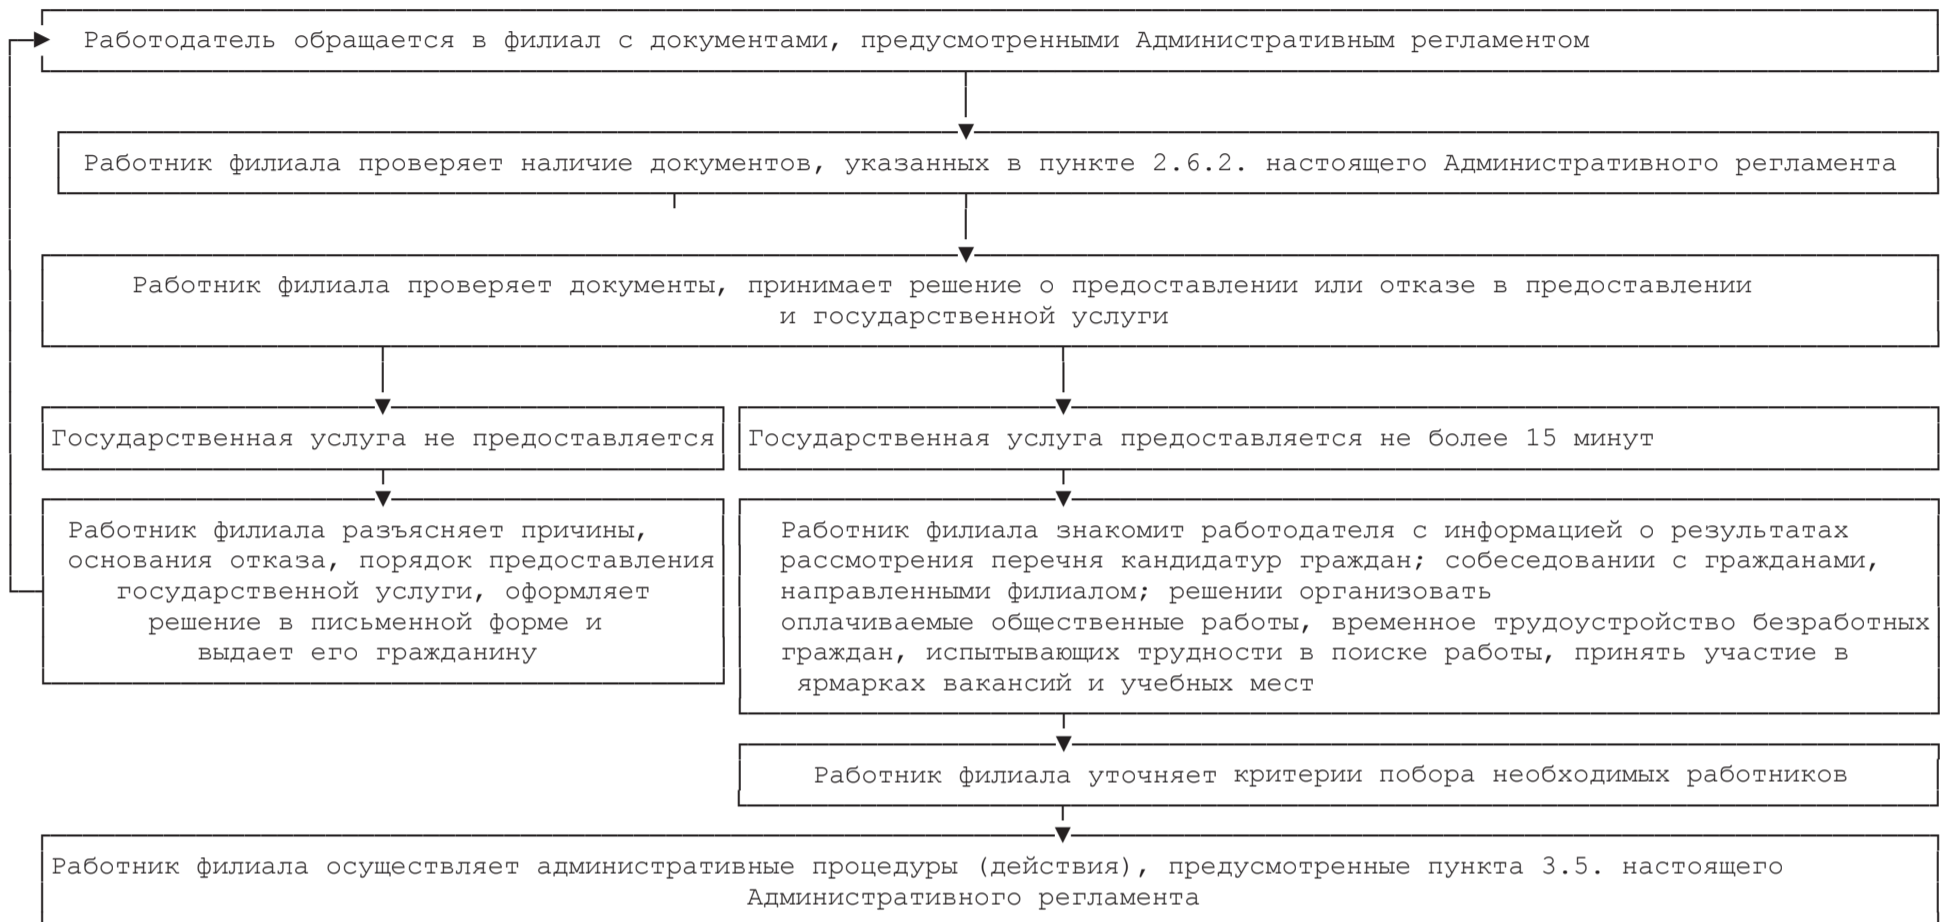 Работодатель обращается в филиал с документами, предусмотренными Административным регламентом
Работник филиала проверяет наличие документов, указанных в пункте 2.6.2. настоящего Административного регламента
Работник филиала проверяет документы, принимает решение о предоставлении или отказе в предоставлении
и государственной услуги
Государственная услуга не предоставляется
Государственная услуга предоставляется не более 15 минут
Работник филиала разъясняет причины,
основания отказа, порядок предоставления
государственной услуги, оформляет
решение в письменной форме и
выдает его гражданину
Работник филиала знакомит работодателя с информацией о результатах
рассмотрения перечня кандидатур граждан; собеседовании с гражданами,
направленными филиалом; решении организовать
оплачиваемые общественные работы, временное трудоустройство безработных
граждан, испытывающих трудности в поиске работы, принять участие в
ярмарках вакансий и учебных мест
Работник филиала уточняет критерии побора необходимых работников
Работник филиала осуществляет административные процедуры (действия), предусмотренные пункта 3.5. настоящего
Административного регламента